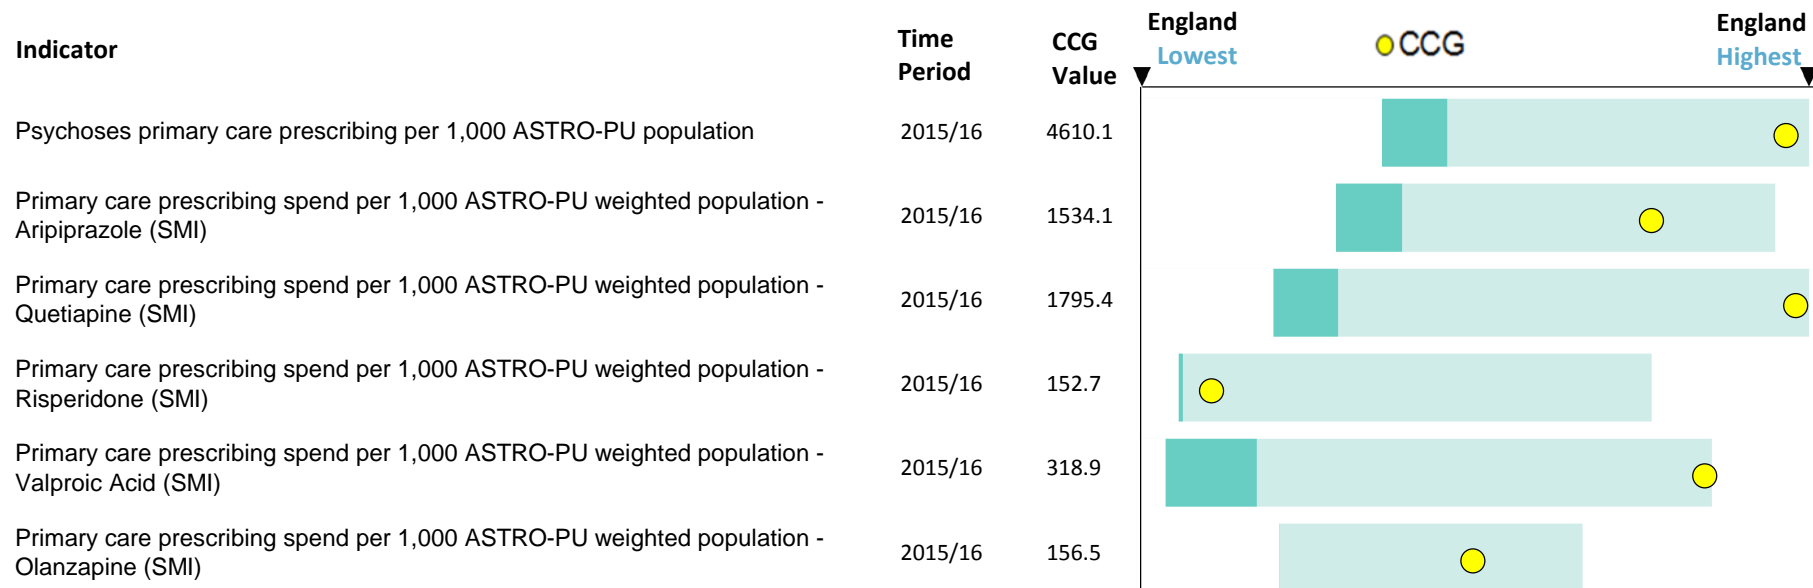 Indicator
Time
Period
CCG
Value
England
Lowest
CCG
England
Highest
Psychoses primary care prescribing per 1,000 ASTRO-PU population
2015/16
4610.1
Primary care prescribing spend per 1,000 ASTRO-PU weighted population -
Aripiprazole (SMI)
2015/16
1534.1
Primary care prescribing spend per 1,000 ASTRO-PU weighted population -
Quetiapine (SMI)
2015/16
1795.4
Primary care prescribing spend per 1,000 ASTRO-PU weighted population -
Risperidone (SMI)
2015/16
152.7
Primary care prescribing spend per 1,000 ASTRO-PU weighted population -
Valproic Acid (SMI)
2015/16
318.9
Primary care prescribing spend per 1,000 ASTRO-PU weighted population -
Olanzapine (SMI)
2015/16
156.5